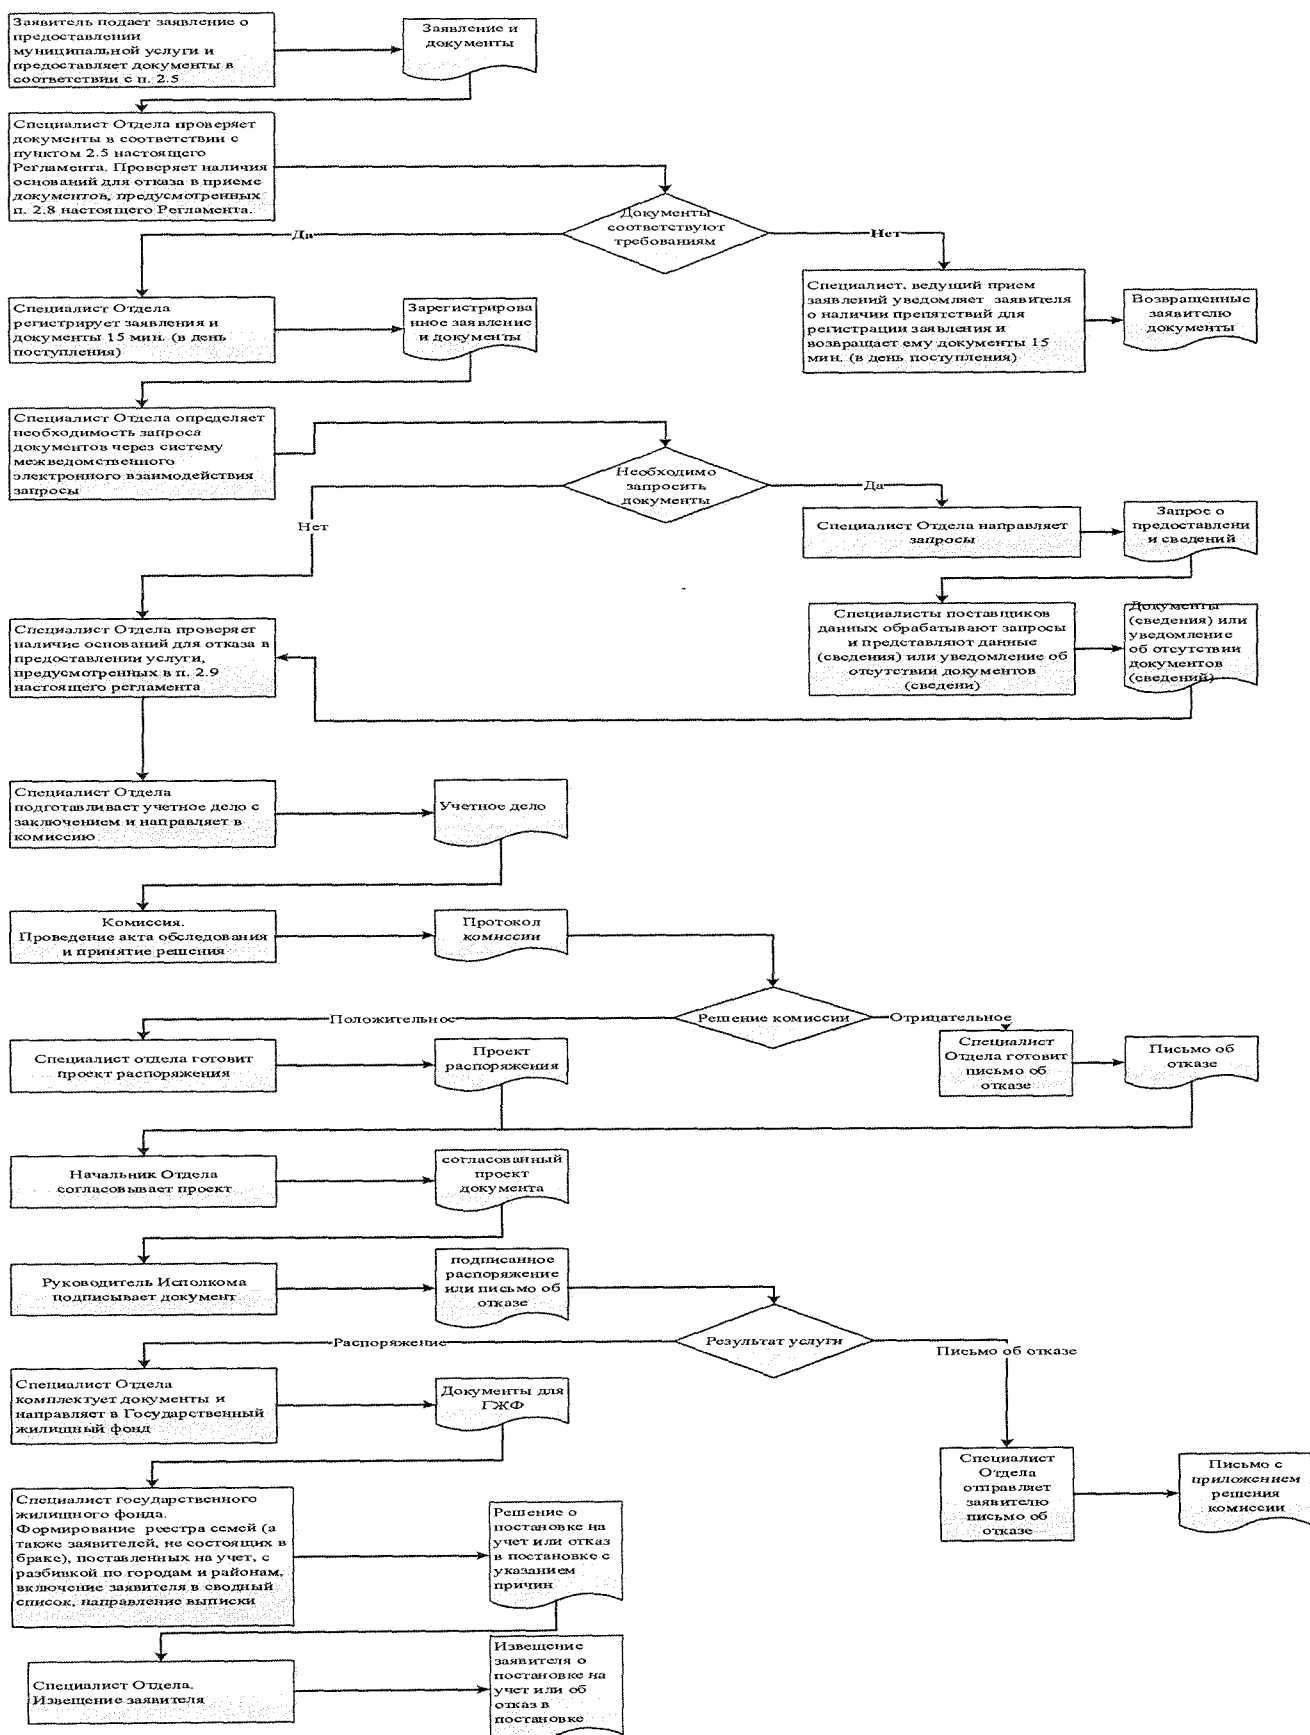 Заявитель подает заявление о
предоставлении
муниципальной услуги и
предоставляет документы в
соответствии с п. 2.5
Заявление и
документы
Специалист Отдела проверяет
документы в соответствии с
пунктом 2.5 настоящего
Регламента. Проверяет наличия
оснований для отказа в приеме
документов, предусмотренных
п. 2.8 настоящего Регламента.
Документы
соответствуют
требованиям
Да
Нет
Специалист Отдела
регистрирует заявления и
документы 15 мин. (в день
поступления)
Зарегистрирова
нное заявление
и документы
Специалист, ведущий прием
заявлений уведомляет заявителя
о наличии препятствий для
регистрации заявления и
возвращает ему документы 15
мин. (в день поступления)
Возвращенные
заявителю
документы
Специалист Отдела определяет
необходимость запроса
документов через систему
межведомственного
электронного взаимодействия
запросы
Необходимо
запросить
документы
Да
Нет
Специалист Отдела направляет
запросы
Запрос о
предоставлени
и сведений
Специалист Отдела проверяет
наличие оснований для отказа в
предоставлении услуги,
предусмотренных в п. 2.9
настоящего регламента
Специалисты поставщиков
данных обрабатывают запросы
и представляют данные
(сведения) или уведомление об
отсутствии документов
(сведени)
Документы
(сведения) или
уведомление
об отсутствии
документов
(сведений)
Специалист Отдела
подготавливает учетное дело с
заключением и направляет в
комиссию
Учетное дело
Комиссия.
Проведение акта обследования
и принятие решения
Протокол
комиссии
Решение комиссии
Положительное
Отрицательное
Специалист отдела готовит
проект распоряжения
Проект
распоряжения
Специалист
Отдела готовит
письмо об
отказе
Письмо об
отказе
Начальник Отдела
согласовывает проект
согласованный
проект
документа
Руководитель Исполкома
подписывает документ
подписанное
распоряжение
или письмо об
отказе
Результат услуги
Распоряжение
Письмо об отказе
Специалист Отдела
комплектует документы и
направляет в Государственный
жилищный фонд
Документы для
ГЖФ
Специалист
Отдела
отправляет
заявителю
письмо об
отказе
Письмо с
приложением
решения
комиссии
Специалист государственного
жилищного фонда.
Формирование реестра семей (а
также заявителей, не состоящих в
браке), поставленных на учет, с
разбивкой по городам и районам,
включение заявителя в сводный
список, направление выписки
Решение о
постановке на
учет или отказ
в постановке с
указанием
причин
Специалист Отдела.
Извещение заявителя
Извещение
заявителя о
постановке на
учет или об
отказ в
постановке